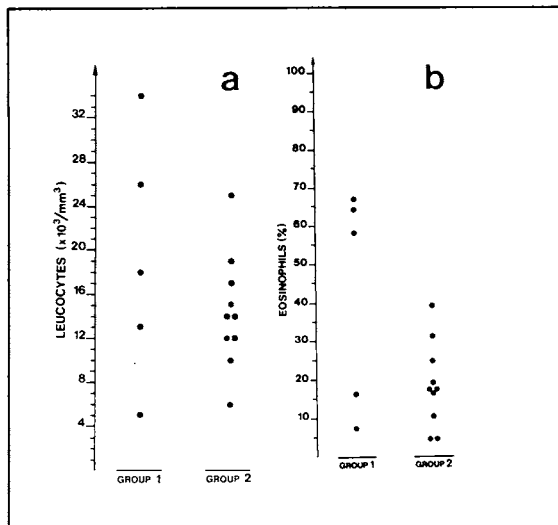 a
LEUCOCYTES (x10³/mm³)
32
28
24
20
16
12
8
4
GROUP 1
GROUP 2
b
EOSINOPHILS (%)
100
90
80
70
60
50
40
30
20
10
GROUP 1
GROUP 2